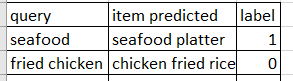 query item predicted label
seafood seafood platter 1
fried chicken chicken fried rice 0